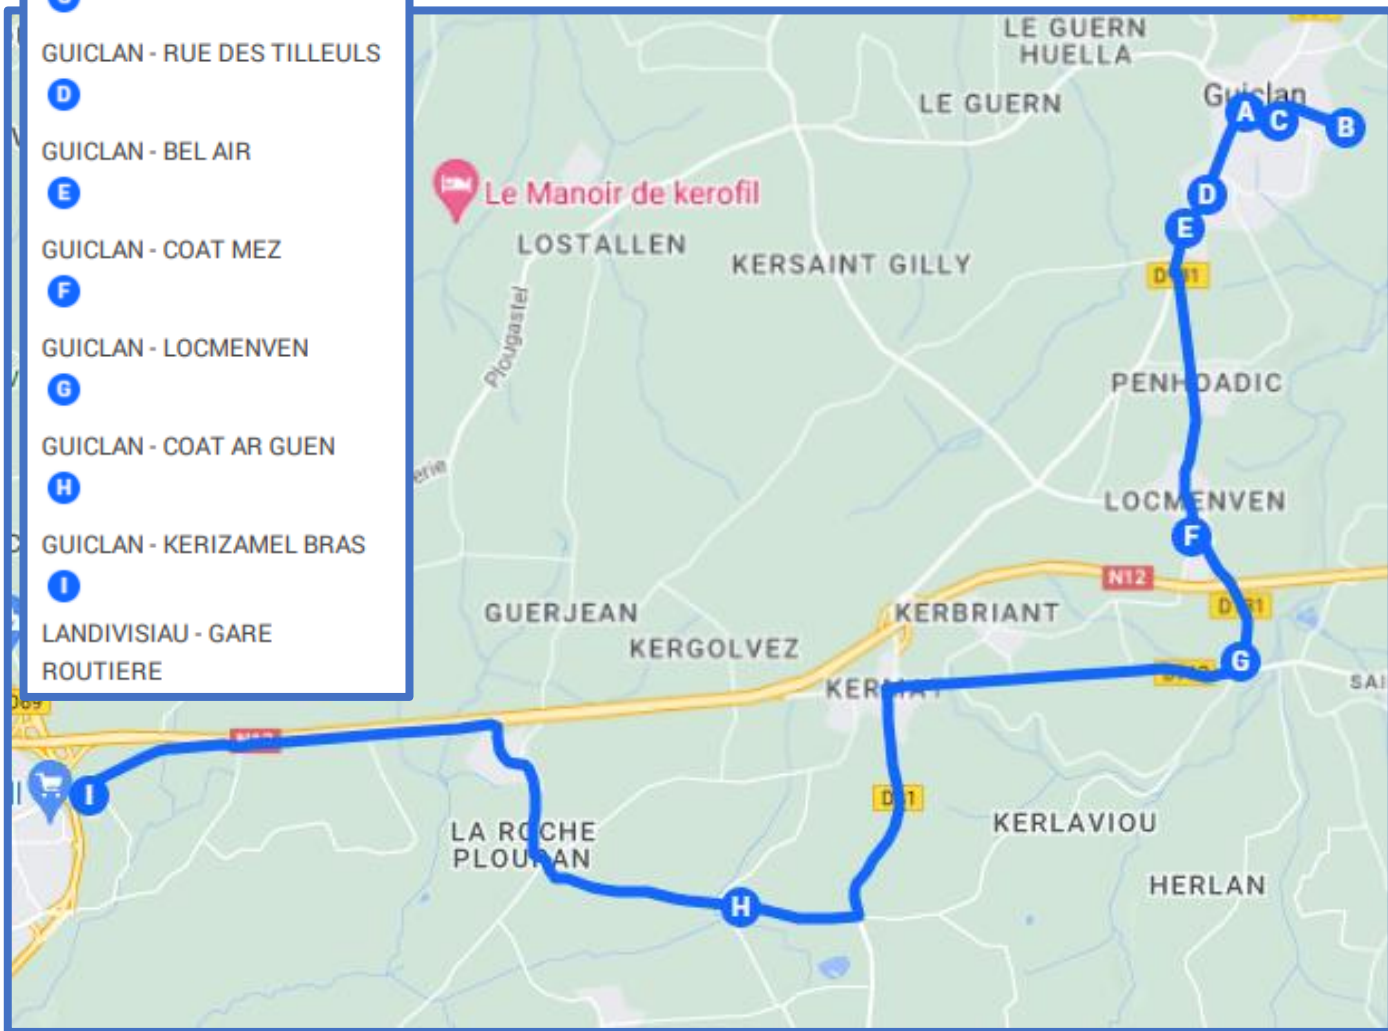 GUICLAN - RUE DES TILLEULS
D
GUICLAN - BEL AIR
E
GUICLAN - COAT MEZ
F
GUICLAN - LOCMENVEN
G
GUICLAN - COAT AR GUEN
H
GUICLAN - KERIZAMEL BRAS
I
LANDIVISIAU - GARE
ROUTIERE
LE GUERN
HUELLA
LE GUERN
Guiclan
A
C
B
Le Manoir de kerofil
D
E
LOSTALLEN
KERSAINT GILLY
Plougastel
PENHOADIC
LOCMENVEN
F
N12
GUERJEAN
KERBRIANT
KERGOLVEZ
G
N12
I
LA ROCHE
KERLAVIOU
HERLAN
H